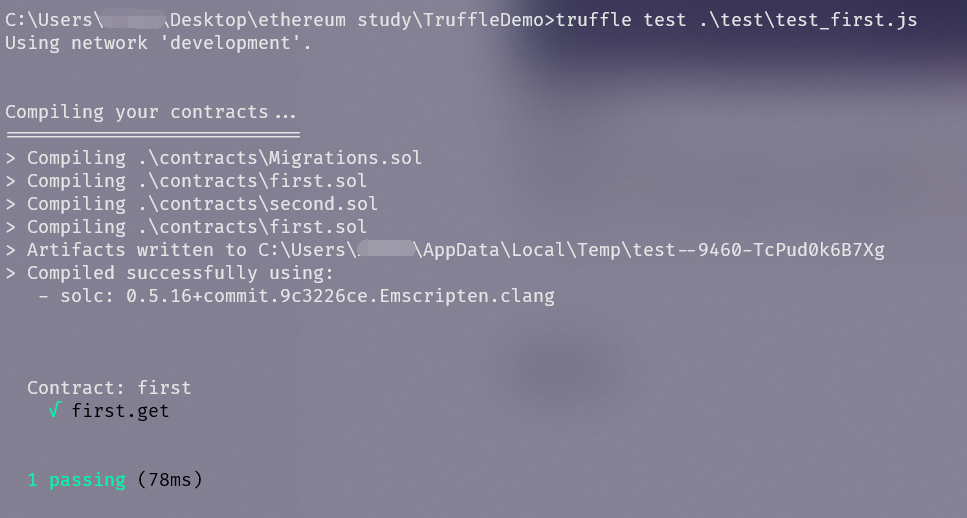 C:\Users\ \Desktop\ethereum study\TruffleDemo>truffle test .\test\test_first.js
Using network 'development'.
Compiling your contracts...
===========================
> Compiling .\contracts\Migrations.sol
> Compiling .\contracts\first.sol
> Compiling .\contracts\second.sol
> Compiling .\contracts\first.sol
> Artifacts written to C:\Users\ \AppData\Local\Temp\test--9460-TcPud0k6B7Xg
> Compiled successfully using:
- solc: 0.5.16+commit.9c3226ce.Emscripten.clang
Contract: first
√ first.get
1 passing (78ms)